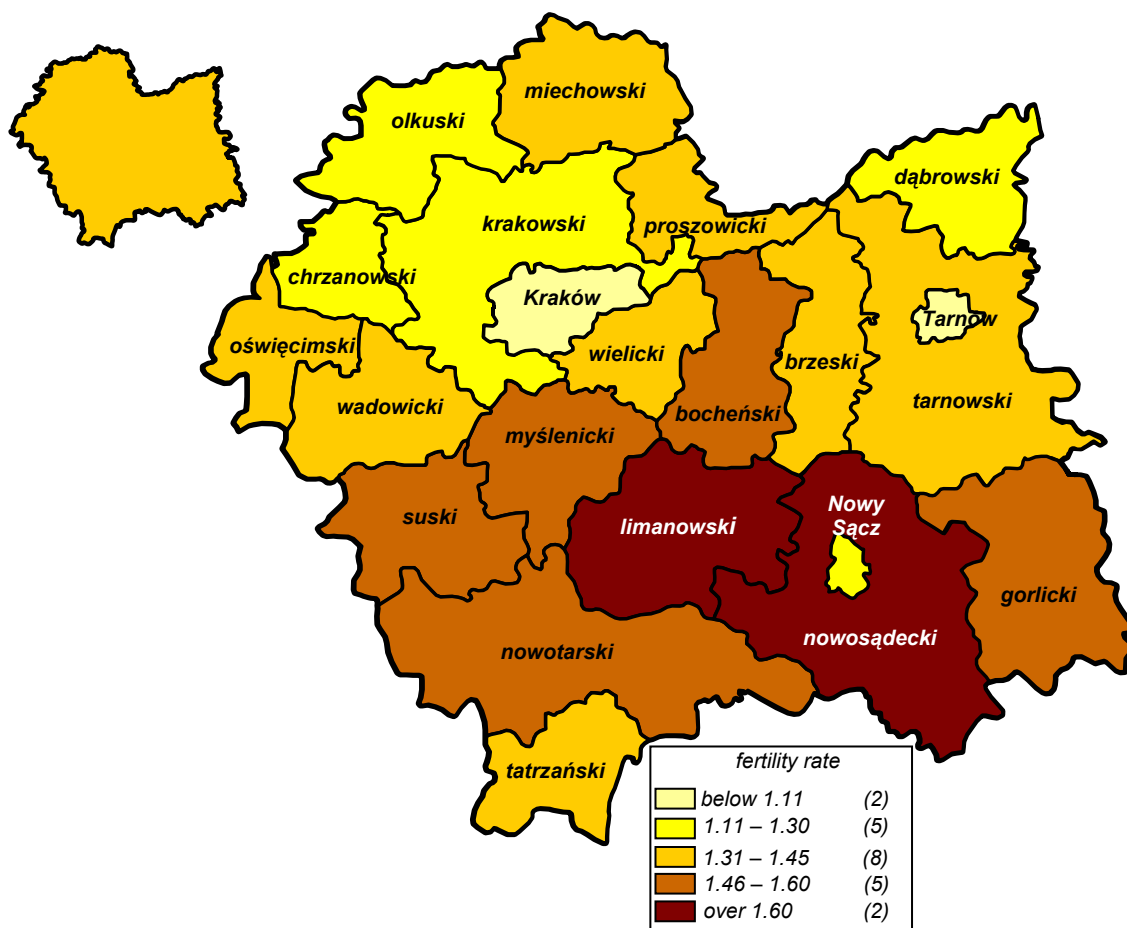 miechowski
olkuski
dąbrowski
krakowski
proszowicki
chrzanowski
Kraków
Tarnów
oświęcimski
wielicki
brzeski
wadowicki
tarnowski
bocheński
myślenicki
Nowy
Sącz
suski
limanowski
gorlicki
nowosądecki
nowotarski
tatrzański
fertility rate
below 1.11 (2)
1.11 – 1.30 (5)
1.31 – 1.45 (8)
1.46 – 1.60 (5)
over 1.60 (2)